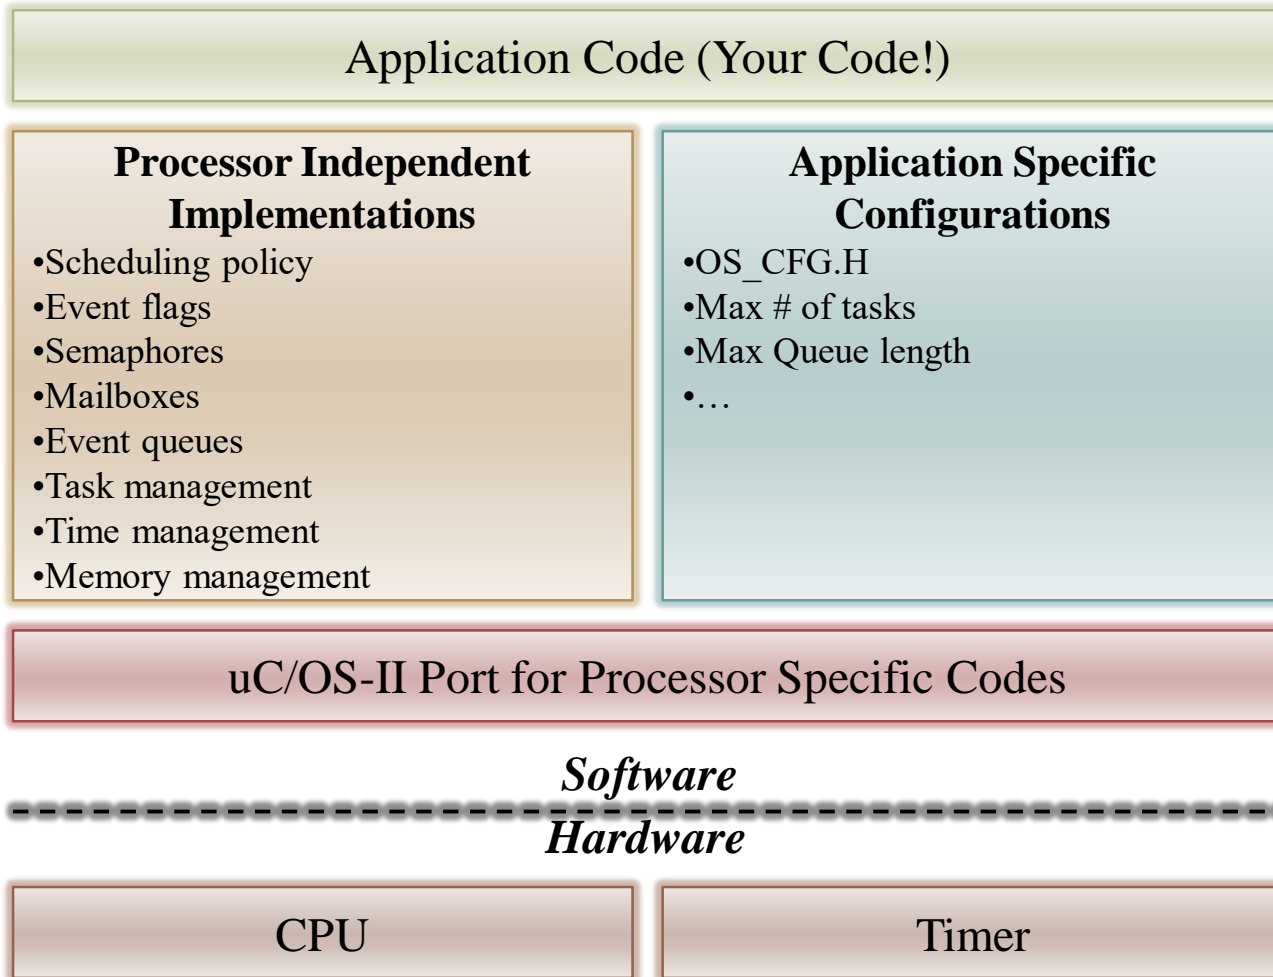 Application Code (Your Code!)
Processor Independent
Implementations
•Scheduling policy
•Event flags
•Semaphores
•Mailboxes
•Event queues
•Task management
•Time management
•Memory management
Application Specific
Configurations
•OS_CFG.H
•Max # of tasks
•Max Queue length
•…
uC/OS-II Port for Processor Specific Codes
Software
Hardware
CPU
Timer